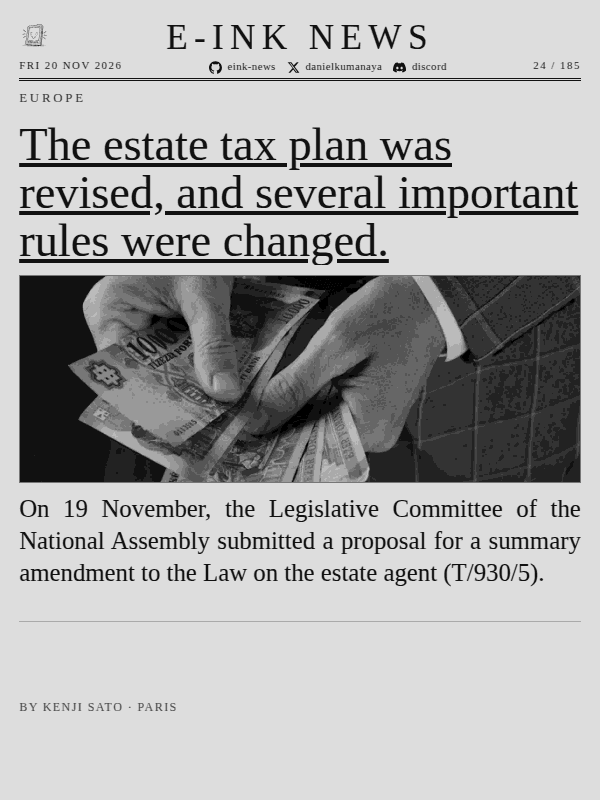 E-INK NEWS
FRI 20 NOV 2026
eink-news
danielkumanaya
discord
24 / 185
EUROPE
The estate tax plan was
revised, and several important
rules were changed.
10000
On 19 November, the Legislative Committee of the
National Assembly submitted a proposal for a summary
amendment to the Law on the estate agent (T/930/5).
BY KENJI SATO · PARIS